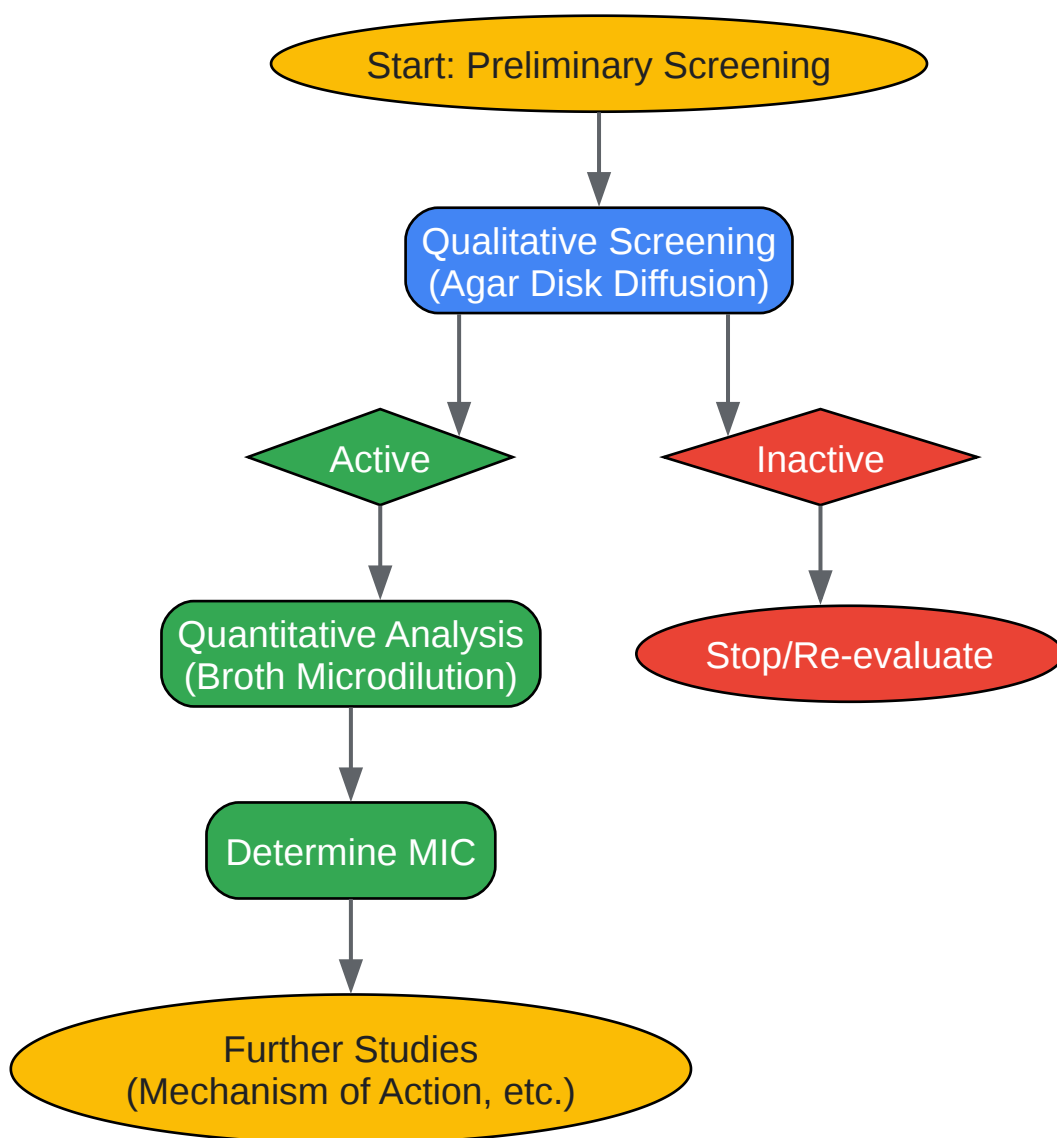 Start: Preliminary Screening
Qualitative Screening
(Agar Disk Diffusion)
Active
Inactive
Quantitative Analysis
(Broth Microdilution)
Stop/Re-evaluate
Determine MIC
Further Studies
(Mechanism of Action, etc.)